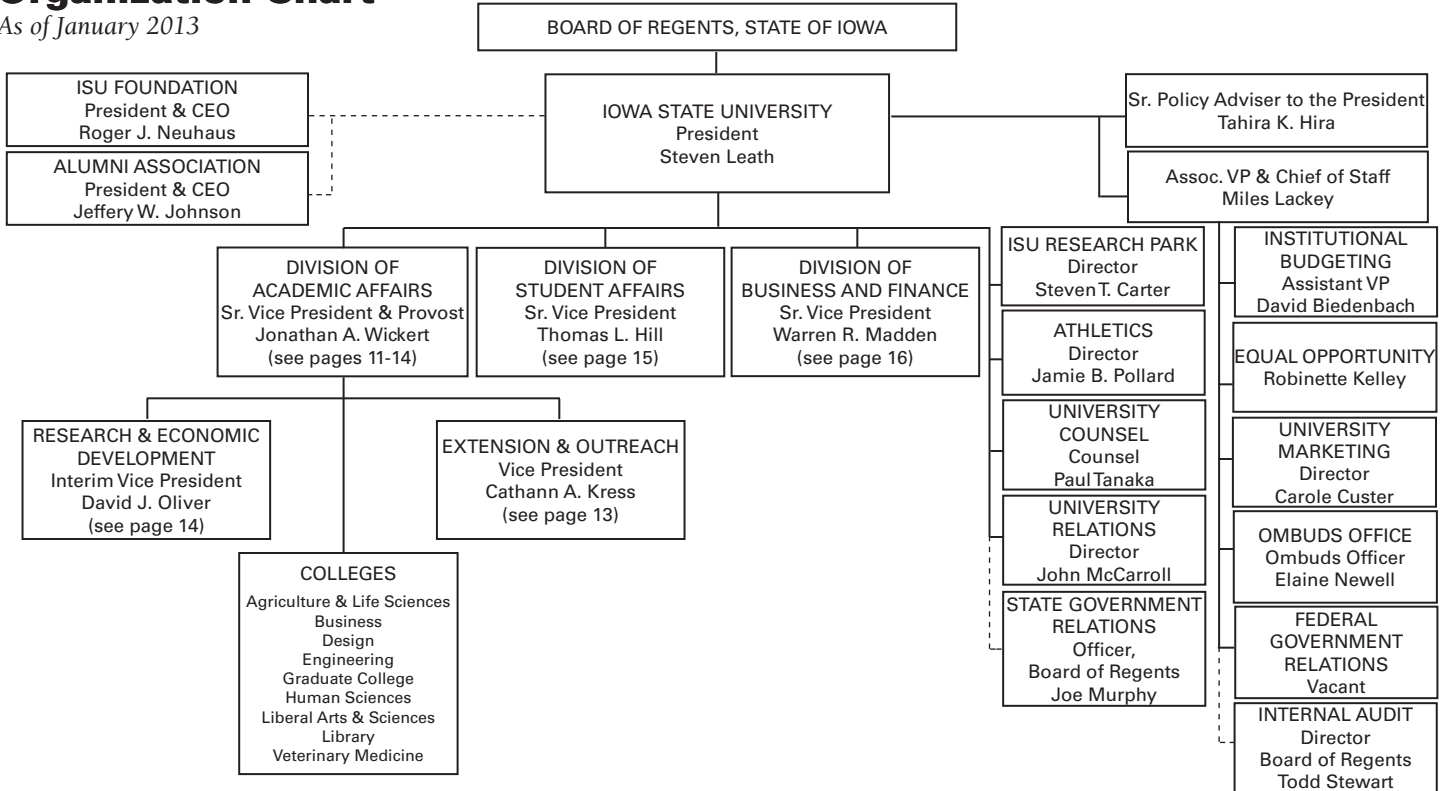 Organization Chart
As of January 2013
BOARD OF REGENTS, STATE OF IOWA
ISU FOUNDATION
President & CEO
Roger J. Neuhaus
ALUMNI ASSOCIATION
President & CEO
Jeffery W. Johnson
IOWA STATE UNIVERSITY
President
Steven Leath
Sr. Policy Adviser to the President
Tahira K. Hira
Assoc. VP & Chief of Staff
Miles Lackey
DIVISION OF
ACADEMIC AFFAIRS
Sr. Vice President & Provost
Jonathan A. Wickert
(see pages 11-14)
DIVISION OF
STUDENT AFFAIRS
Sr. Vice President
Thomas L. Hill
(see page 15)
DIVISION OF
BUSINESS AND FINANCE
Sr. Vice President
Warren R. Madden
(see page 16)
RESEARCH & ECONOMIC
DEVELOPMENT
Interim Vice President
David J. Oliver
(see page 14)
EXTENSION & OUTREACH
Vice President
Cathann A. Kress
(see page 13)
COLLEGES
Agriculture & Life Sciences
Business
Design
Engineering
Graduate College
Human Sciences
Liberal Arts & Sciences
Library
Veterinary Medicine
ISU RESEARCH PARK
Director
Steven T. Carter
ATHLETICS
Director
Jamie B. Pollard
UNIVERSITY
COUNSEL
Counsel
Paul Tanaka
UNIVERSITY
RELATIONS
Director
John McCarroll
STATE GOVERNMENT
RELATIONS
Officer,
Board of Regents
Joe Murphy
INSTITUTIONAL
BUDGETING
Assistant VP
David Biedenbach
EQUAL OPPORTUNITY
Robinette Kelley
UNIVERSITY
MARKETING
Director
Carole Custer
OMBUDS OFFICE
Ombuds Officer
Elaine Newell
FEDERAL
GOVERNMENT
RELATIONS
Vacant
INTERNAL AUDIT
Director
Board of Regents
Todd Stewart